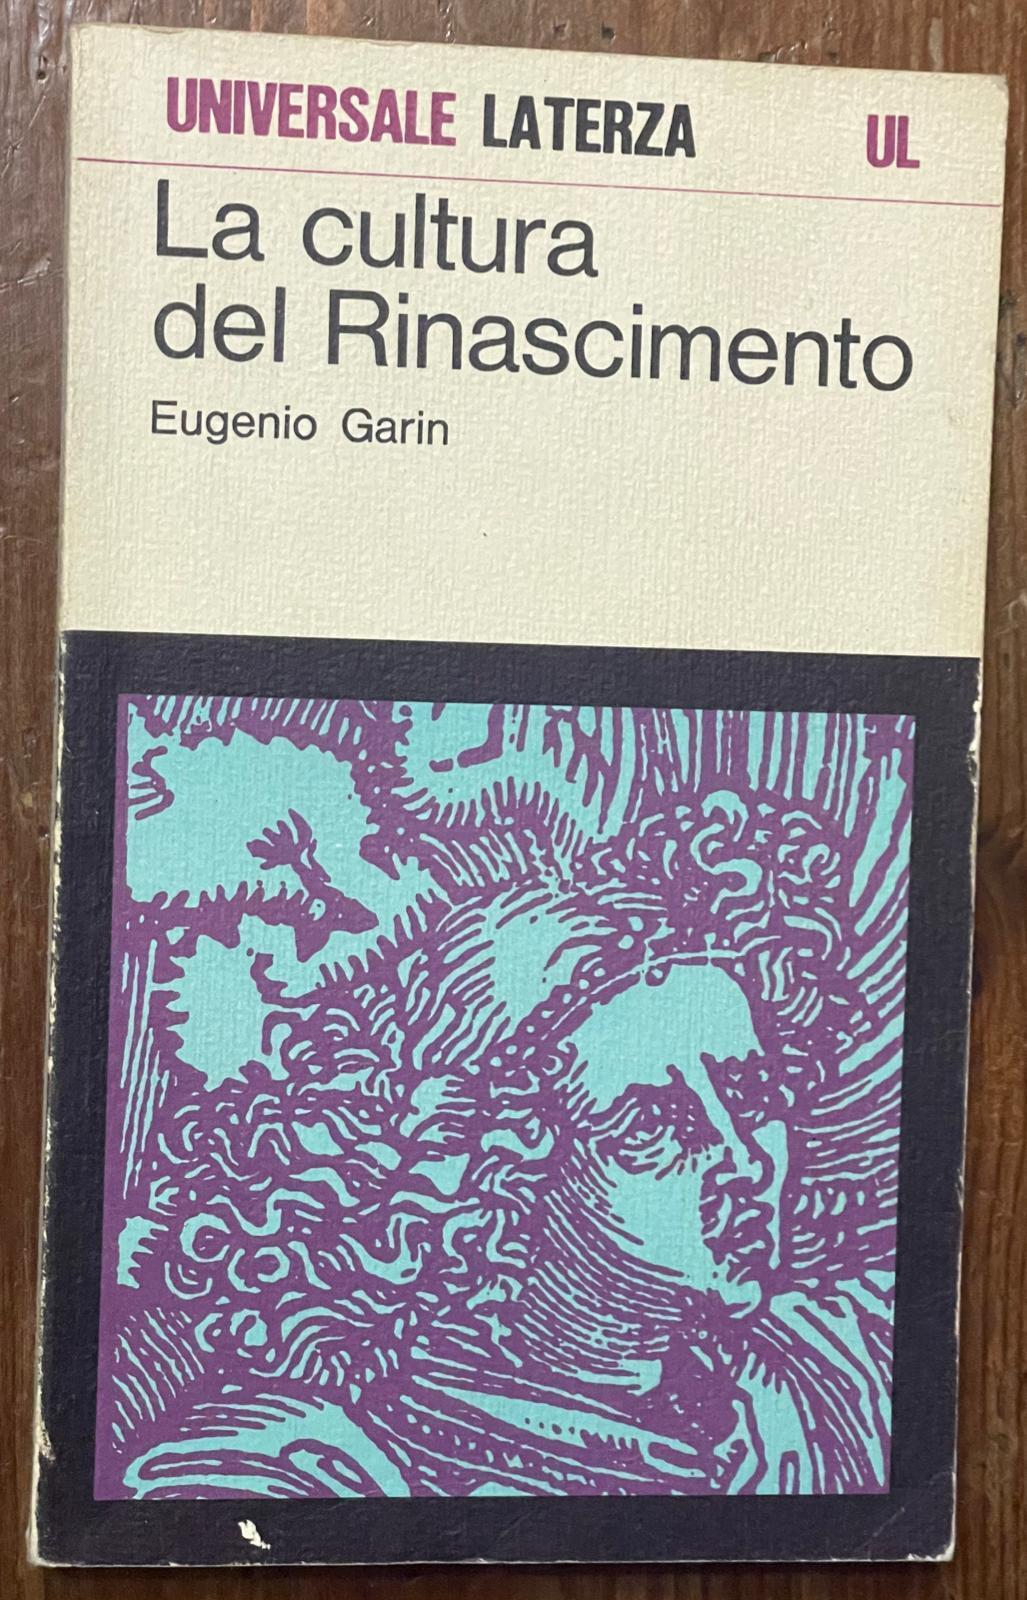 UNIVERSALE LATERZA UL
La cultura
del Rinascimento
Eugenio Garin